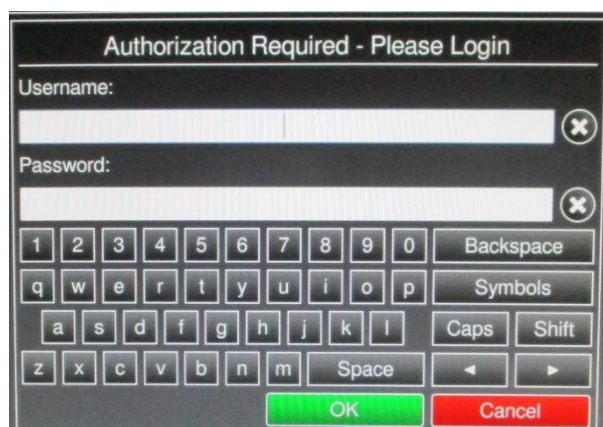 Authorization Required - Please Login
Username:
Password:
1 2 3 4 5 6 7 8 9 0 Backspace
q w e r t y u i o p Symbols
a s d f g h j k l Caps Shift
z x c v b n m Space ◄ ►
OK Cancel